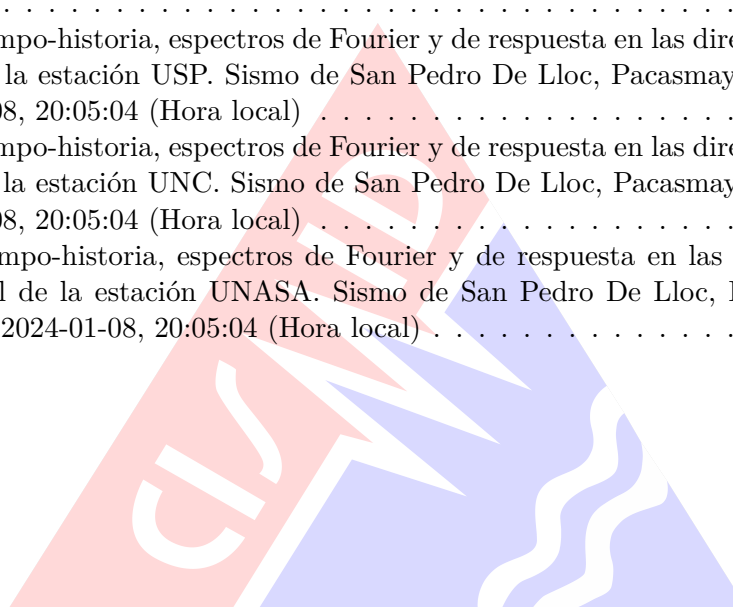 . . . . . . . . . . . . . . . . . . . . . . . . . . . . . . . . . . . . .
mpo-historia, espectros de Fourier y de respuesta en las dire
la estación USP. Sismo de San Pedro De Lloc, Pacasmay
08, 20:05:04 (Hora local) . . . . . . . . . . . . . . . . . . .
mpo-historia, espectros de Fourier y de respuesta en las dire
la estación UNC. Sismo de San Pedro De Lloc, Pacasmay
08, 20:05:04 (Hora local) . . . . . . . . . . . . . . . . . . .
mpo-historia, espectros de Fourier y de respuesta en las
l de la estación UNASA. Sismo de San Pedro De Lloc,
2024-01-08, 20:05:04 (Hora local) . . . . . . . . . . . . . .
CISMID